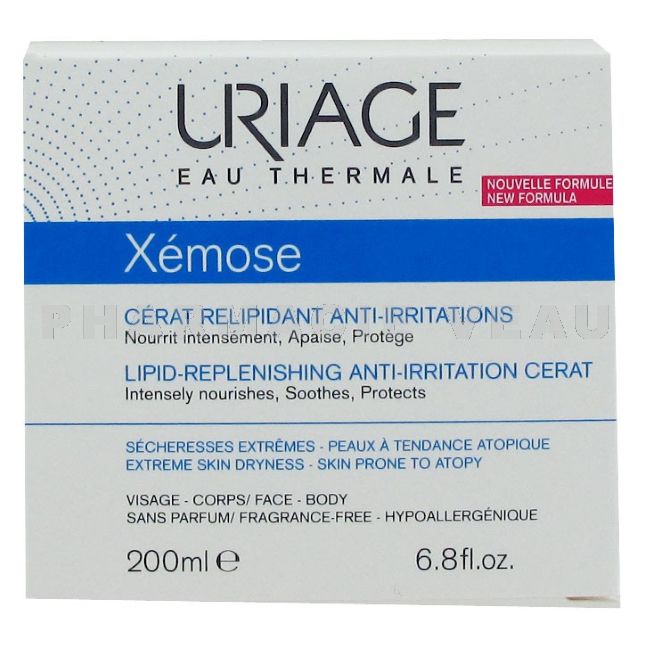 URIAGE
EAU THERMALE
NOUVELLE FORMULE
NEW FORMULA
Xémose
CÉRAT RELIPIDANT ANTI-IRRITATIONS
PHARMACIE VEAU
Nourrit intensément, Apaise, Protège
LIPID-REPLENISHING ANTI-IRRITATION CERAT
Intensely nourishes, Soothes, Protects
SÉCHERESSES EXTRÊMES - PEAUX À TENDANCE ATOPIQUE
EXTREME SKIN DRYNESS - SKIN PRONE TO ATOPY
VISAGE - CORPS/ FACE - BODY
SANS PARFUM/ FRAGRANCE-FREE - HYPOALLERGÉNIQUE
200ml e 6.8fl.oz.